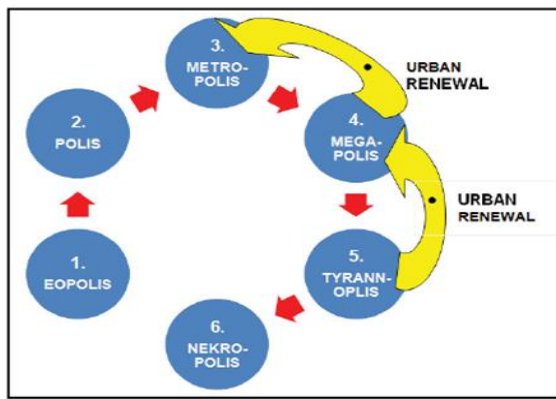 3.
METRO-
POLIS
URBAN
RENEWAL
2.
POLIS
4.
MEGA-
POLIS
URBAN
RENEWAL
1.
EOPOLIS
5.
TYRANN-
OPLIS
6.
NEKRO-
POLIS